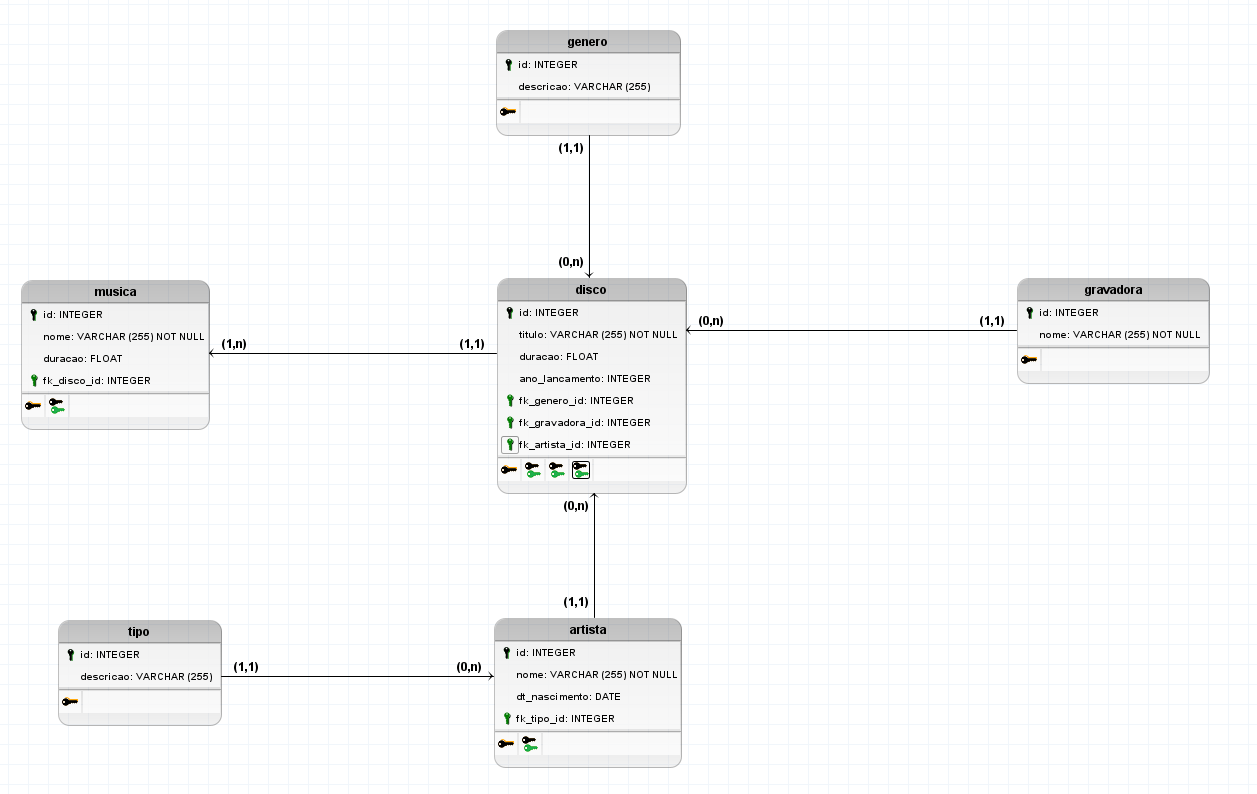 genero
id: INTEGER
descricao: VARCHAR (255)
(1,1)
(0,n)
musica
id: INTEGER
nome: VARCHAR (255) NOT NULL
duracao: FLOAT
fk_disco_id: INTEGER
(1,n)
(1,1)
disco
id: INTEGER
titulo: VARCHAR (255) NOT NULL
duracao: FLOAT
ano_lancamento: INTEGER
fk_genero_id: INTEGER
fk_gravadora_id: INTEGER
fk_artista_id: INTEGER
(0,n)
(1,1)
gravadora
id: INTEGER
nome: VARCHAR (255) NOT NULL
(0,n)
(1,1)
tipo
id: INTEGER
descricao: VARCHAR (255)
(1,1)
(0,n)
artista
id: INTEGER
nome: VARCHAR (255) NOT NULL
dt_nascimento: DATE
fk_tipo_id: INTEGER